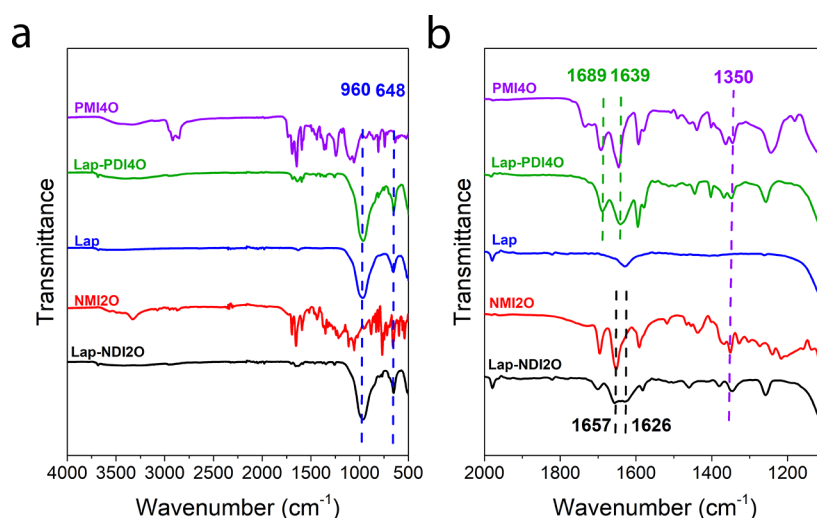 a
960 648
PMI4O
Lap-PDI4O
Lap
NMI2O
Lap-NDI2O
Transmittance
4000 3500 3000 2500 2000 1500 1000 500
Wavenumber (cm-1)
b
1689 1639 1350
PMI4O
Lap-PDI4O
Lap
NMI2O
Lap-NDI2O
1657 1626
Transmittance
2000 1800 1600 1400 1200
Wavenumber (cm-1)